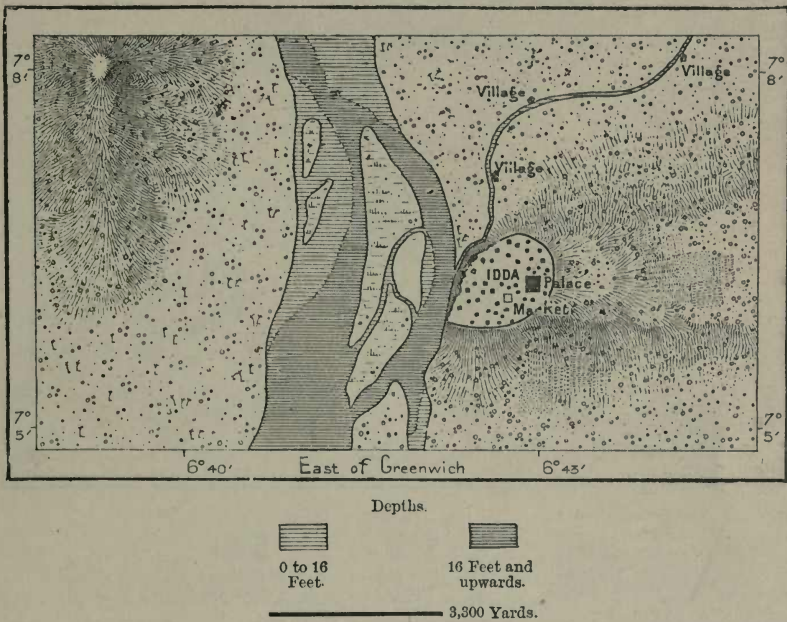 7°
8'
7°
8'
Village
Village
Village
IDDA
Palace
Market
7°
5'
7°
5'
6° 40'
East of Greenwich
6° 43'
Depths.
0 to 16
Feet.
16 Feet and
upwards.
3,300 Yards.